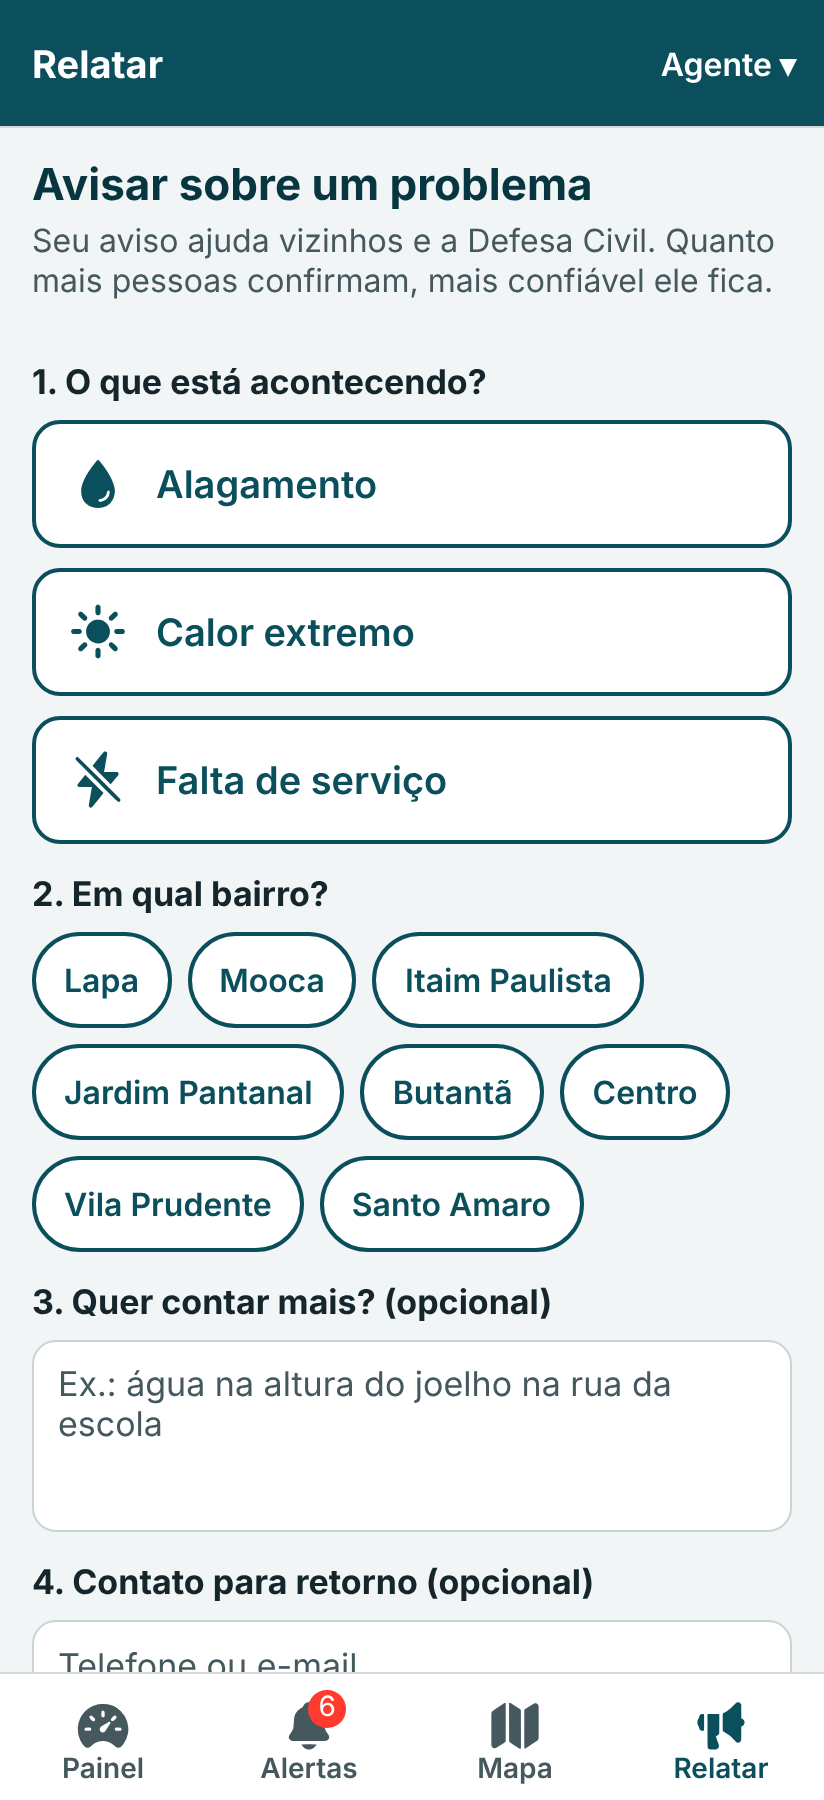 Relatar
Agente ▾
Avisar sobre um problema
Seu aviso ajuda vizinhos e a Defesa Civil. Quanto
mais pessoas confirmam, mais confiável ele fica.
1. O que está acontecendo?
Alagamento
Calor extremo
Falta de serviço
2. Em qual bairro?
Lapa
Mooca
Itaim Paulista
Jardim Pantanal
Butantã
Centro
Vila Prudente
Santo Amaro
3. Quer contar mais? (opcional)
Ex.: água na altura do joelho na rua da
escola
4. Contato para retorno (opcional)
Telefone ou e-mail
6
Painel
Alertas
Mapa
Relatar